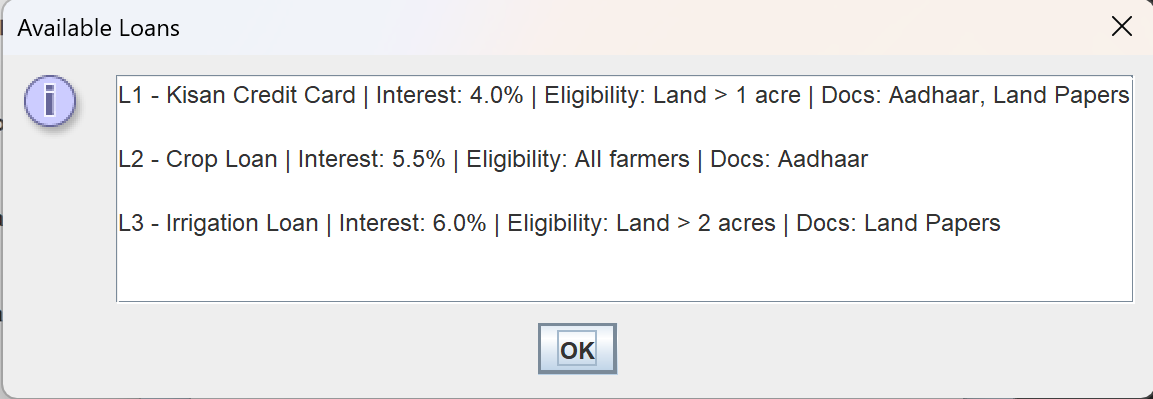 Available Loans
L1 - Kisan Credit Card | Interest: 4.0% | Eligibility: Land > 1 acre | Docs: Aadhaar, Land Papers
L2 - Crop Loan | Interest: 5.5% | Eligibility: All farmers | Docs: Aadhaar
L3 - Irrigation Loan | Interest: 6.0% | Eligibility: Land > 2 acres | Docs: Land Papers
OK